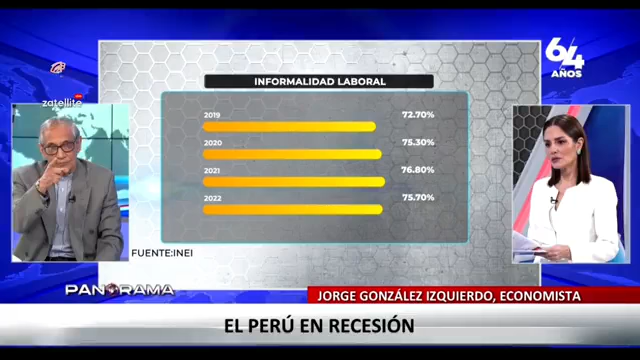 64
AÑOS
INFORMALIDAD LABORAL
zatellite
2019 72.70%
2020 75.30%
2021 76.80%
2022 75.70%
FUENTE:INEI
PANORAMA
JORGE GONZÁLEZ IZQUIERDO, ECONOMISTA
EL PERÚ EN RECESIÓN